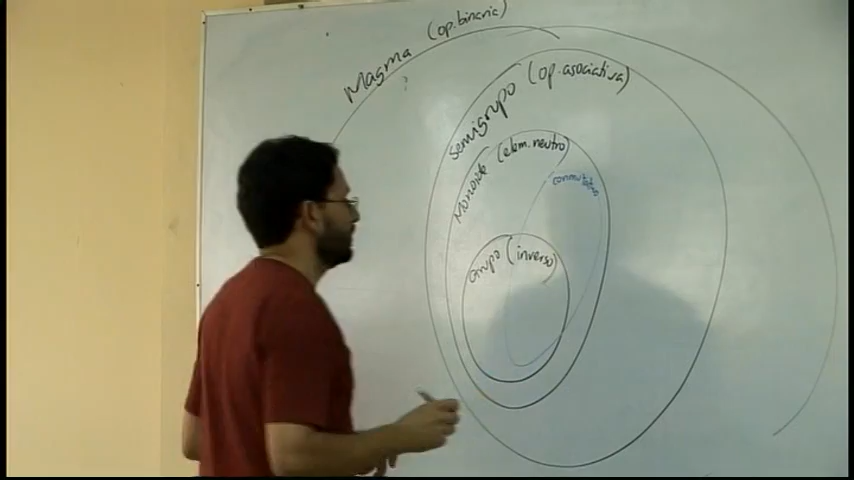 Magma (op. binaria)
Semigrupo (op. asociativa)
Monoide (elem. neutro)
conmutativo
Grupo (inverso)